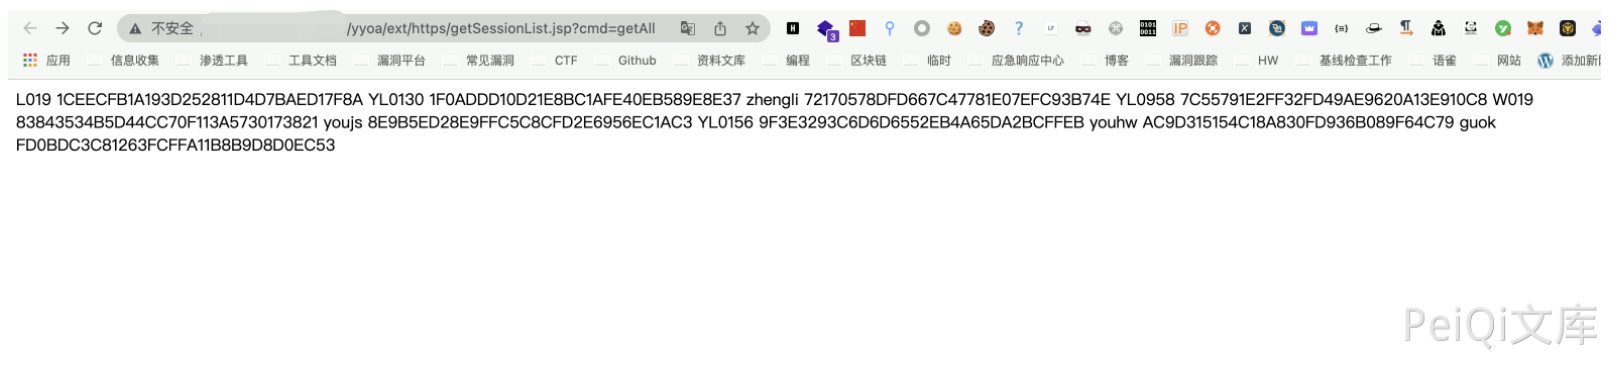 不安全 /yyoa/ext/https/getSessionList.jsp?cmd=getAll
应用 信息收集 渗透工具 工具文档 漏洞平台 常见漏洞 CTF Github 资料文库 编程 区块链 临时 应急响应中心 博客 漏洞跟踪 HW 基线检查工作 语雀 网站 添加新
L019 1CEECFB1A193D252811D4D7BAED17F8A YL0130 1F0ADDD10D21E8BC1AFE40EB589E8E37 zhengli 72170578DFD667C47781E07EFC93B74E YL0958 7C55791E2FF32FD49AE9620A13E910C8 W019
83843534B5D44CC70F113A5730173821 youjs 8E9B5ED28E9FFC5C8CFD2E6956EC1AC3 YL0156 9F3E3293C6D6D6552EB4A65DA2BCFFEB youhw AC9D315154C18A830FD936B089F64C79 guok
FD0BDC3C81263FCFFA11B8B9D8D0EC53
PeiQi文库